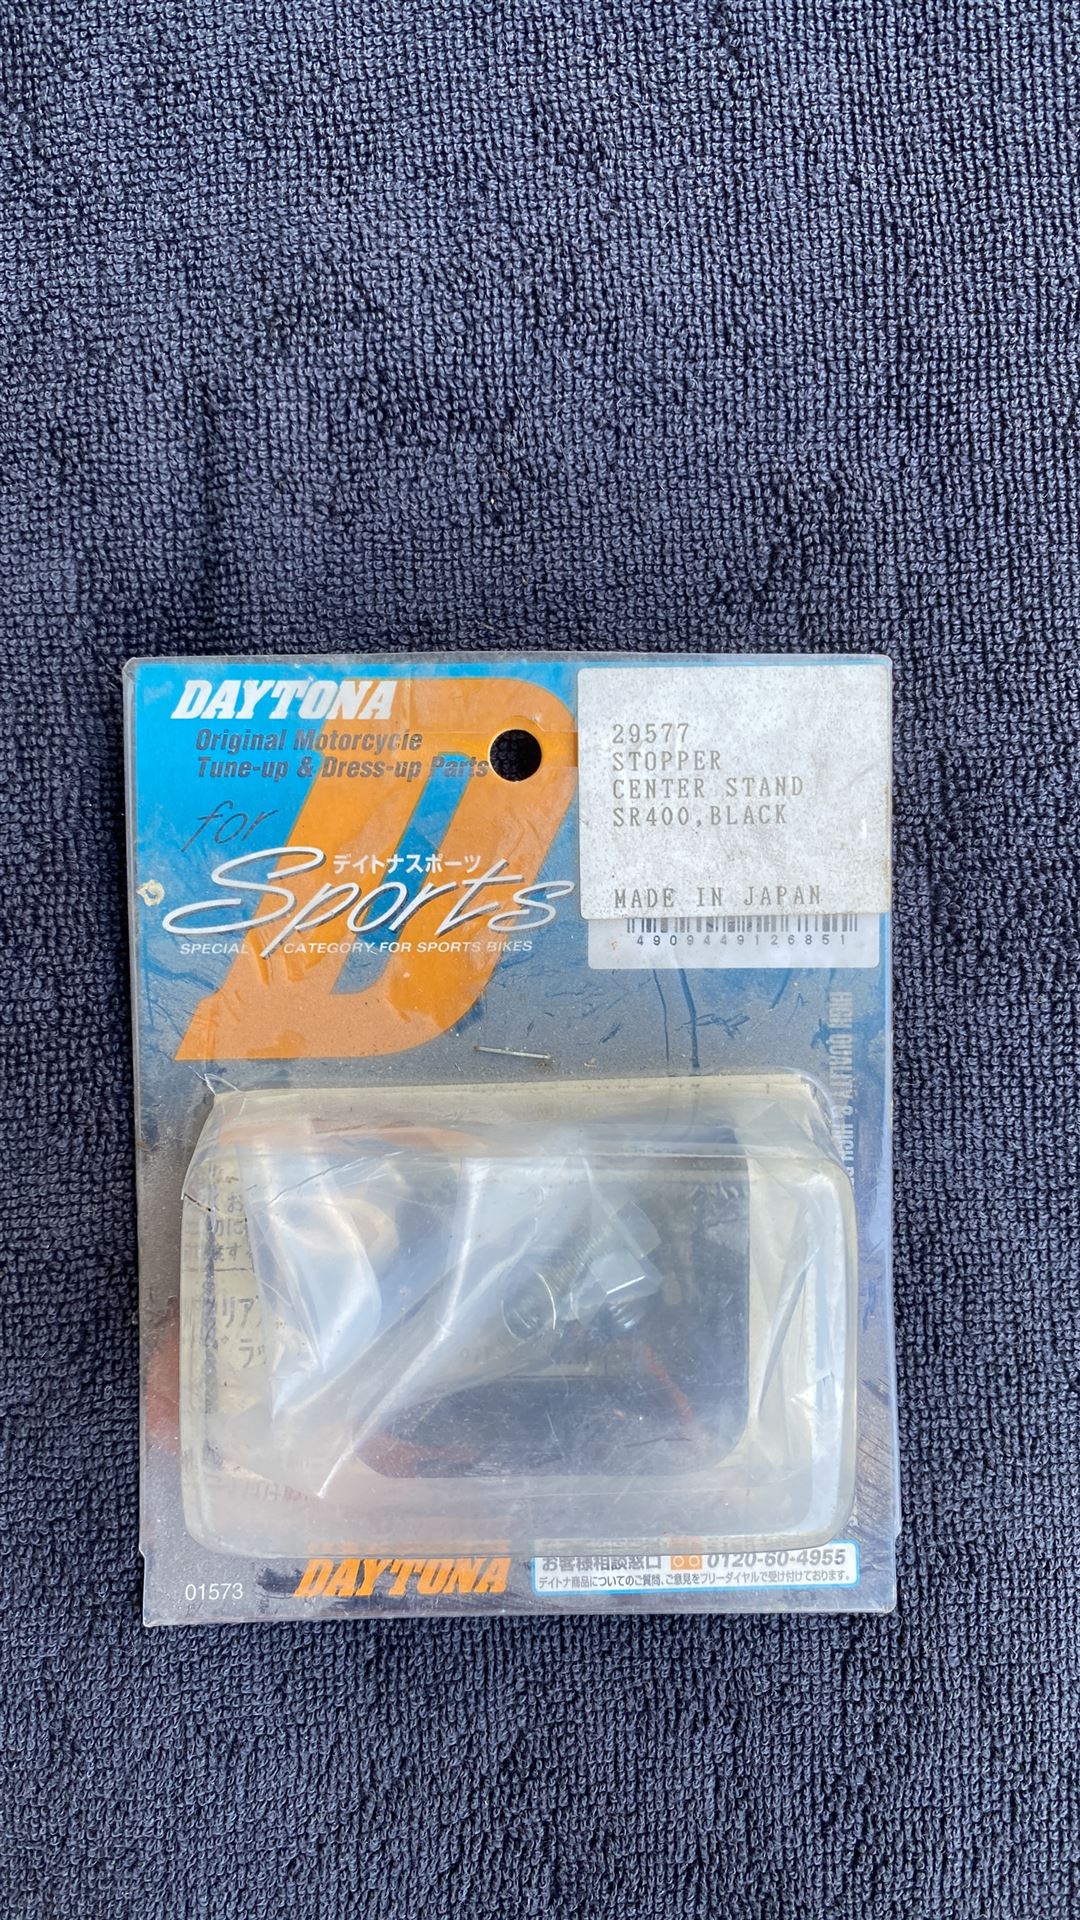 DAYTONA
Original Motorcycle
Tune-up & Dress-up Parts
for
デイトナスポーツ
Sports
SPECIAL CATEGORY FOR SPORTS BIKES
29577
STOPPER
CENTER STAND
SR400,BLACK
MADE IN JAPAN
4909449126851
HIGH QUALITY & HIGH
DAYTONA
01573
お客様相談窓口 0120-60-4955
デイトナ商品についてのご質問、ご意見をフリーダイヤルで受け付けております。